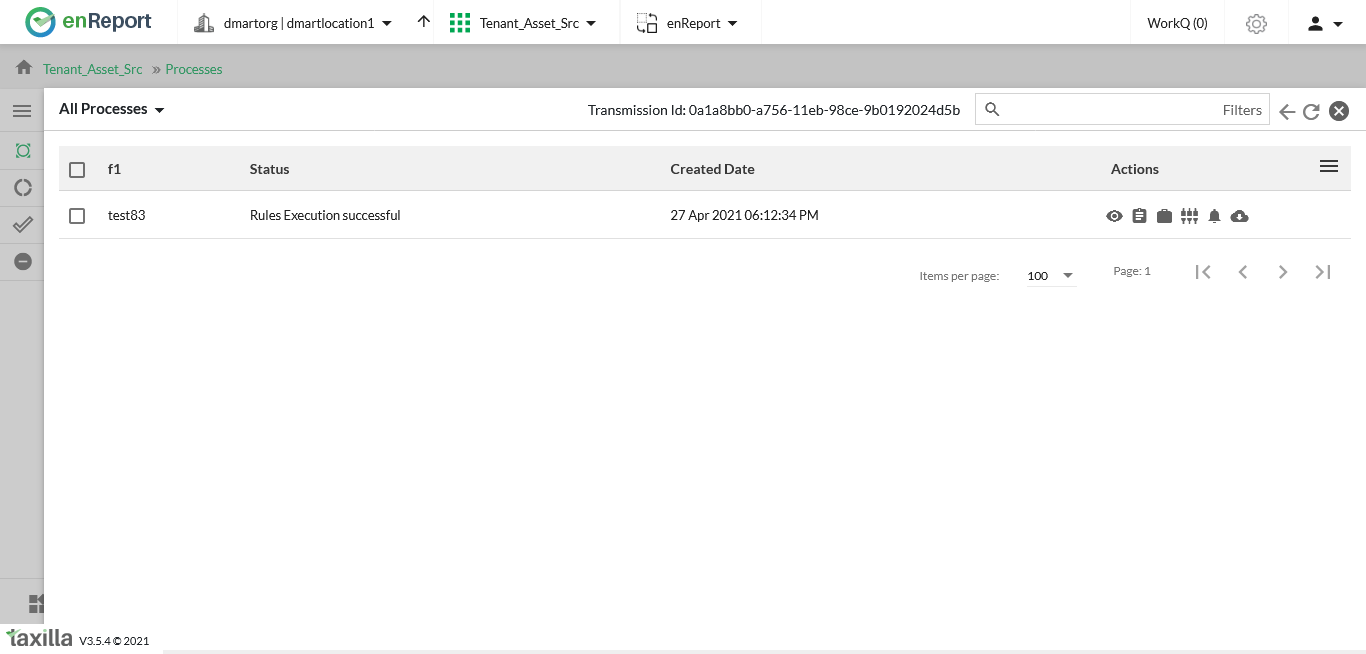 enReport dmartorg | dmartlocation1 Tenant_Asset_Src enReport WorkQ (0)
Tenant_Asset_Src » Processes
All Processes Transmission Id: 0a1a8bb0-a756-11eb-98ce-9b0192024d5b Filters
f1 Status Created Date Actions
test83 Rules Execution successful 27 Apr 2021 06:12:34 PM
Items per page: 100 Page: 1
taxilla V3.5.4 © 2021